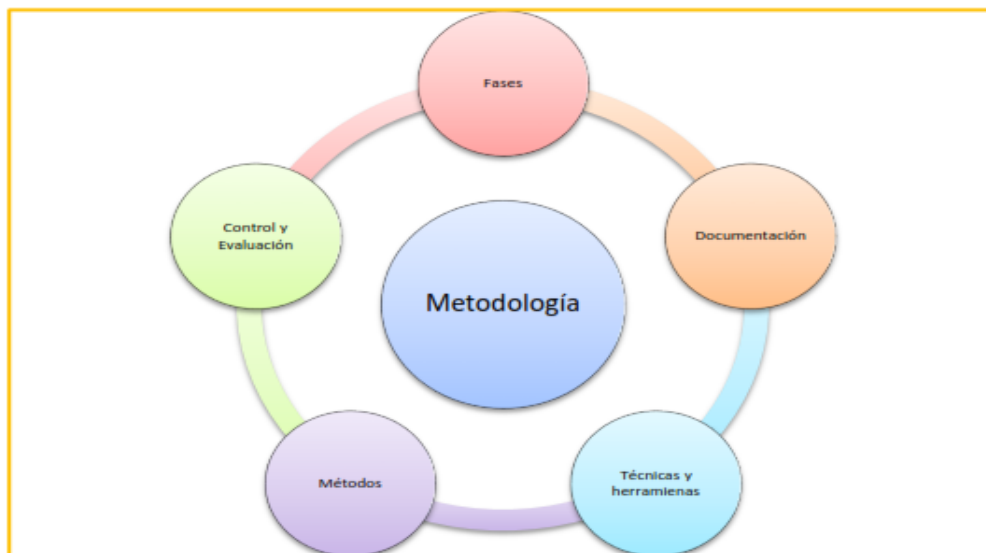 Fases
Control y
Evaluación
Documentación
Metodología
Métodos
Técnicas y
herramienas